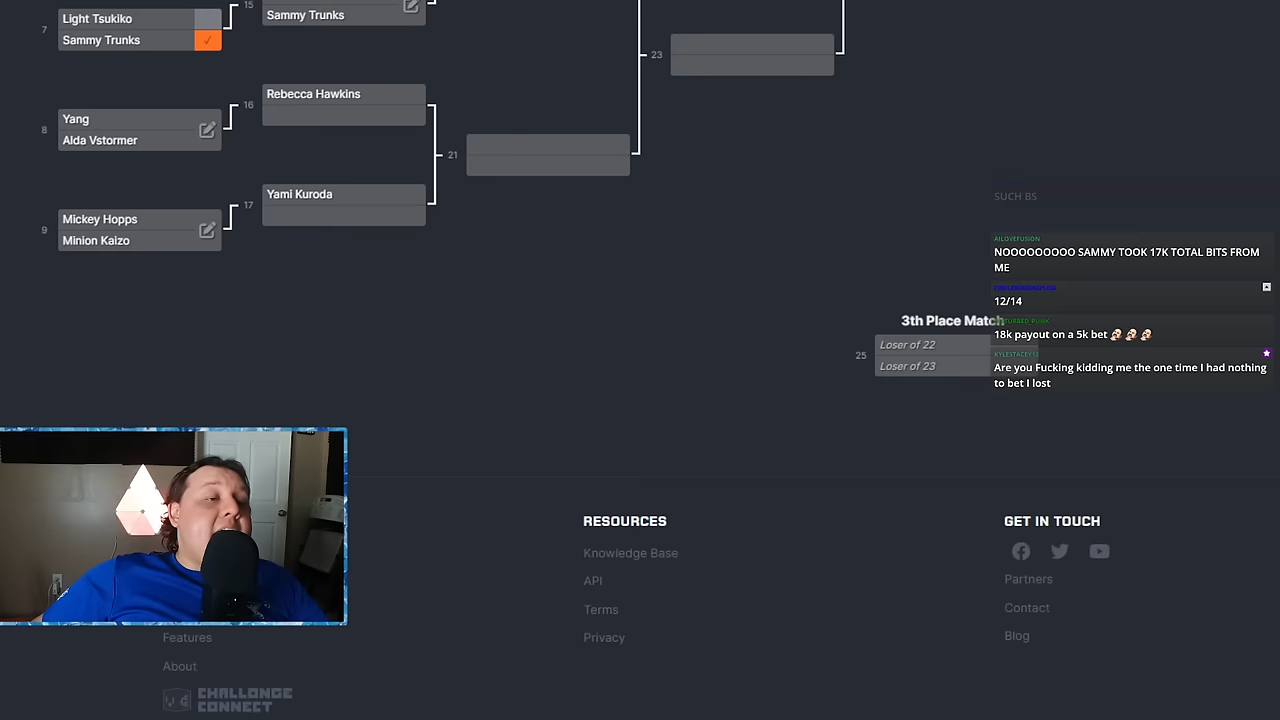 7
Light Tsukiko
Sammy Trunks
15
Sammy Trunks
23
8
Yang
Alda Vstormer
16
Rebecca Hawkins
21
9
Mickey Hopps
Minion Kaizo
17
Yami Kuroda
SUCH BS
AILOVEFUSION
NOOOOOOOOO SAMMY TOOK 17K TOTAL BITS FROM
ME
12/14
18k payout on a 5k bet
KYLESTACEY13
Are you Fucking kidding me the one time I had nothing
to bet I lost
3th Place Match
25
Loser of 22
Loser of 23
RESOURCES
Knowledge Base
API
Terms
Privacy
GET IN TOUCH
Partners
Contact
Blog
Features
About
CHALLONGE
CONNECT